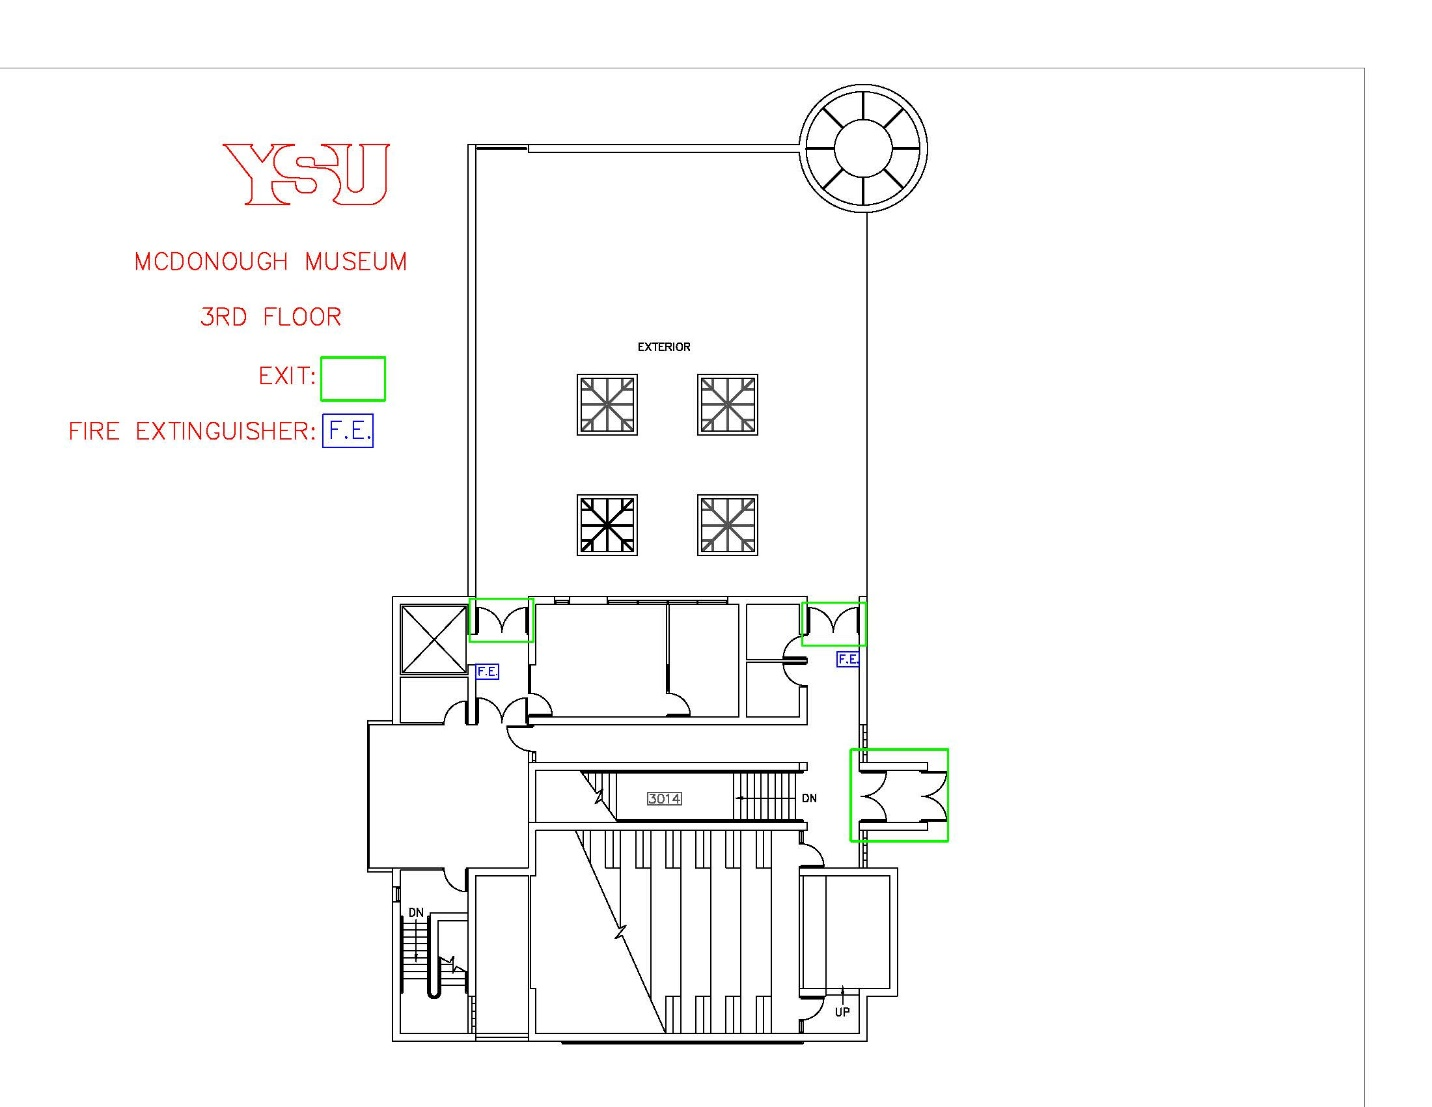 YSU
MCDONOUGH MUSEUM
3RD FLOOR
EXIT:
FIRE EXTINGUISHER: F.E.
EXTERIOR
F.E.
F.E.
3014
DN
DN
UP